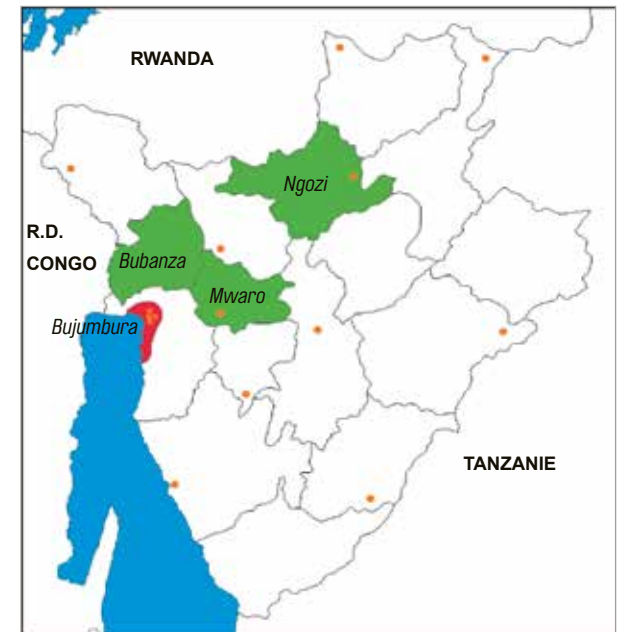 RWANDA
Ngozi
R.D.
CONGO
Bubanza
Mwaro
Bujumbura
TANZANIE